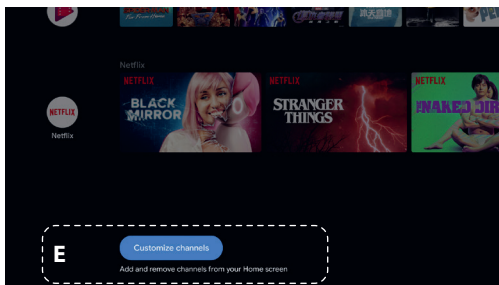 Netflix
NETFLIX
BLACK
MIRROR
NETFLIX
STRANGER
THINGS
NETFLIX
NETFLIX
Netflix
E
Customize channels
Add and remove channels from your Home screen